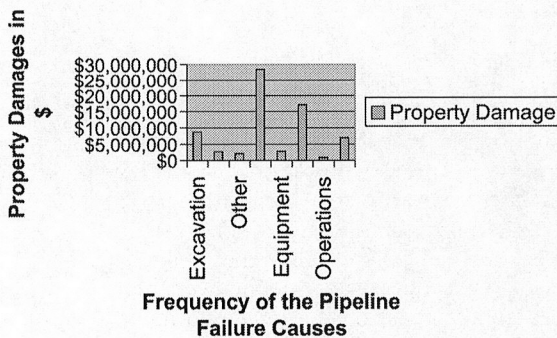 Property Damages in
$
$30,000,000
$25,000,000
$20,000,000
$15,000,000
$10,000,000
$5,000,000
$0
Excavation
Other
Equipment
Operations
Property Damage
Frequency of the Pipeline
Failure Causes